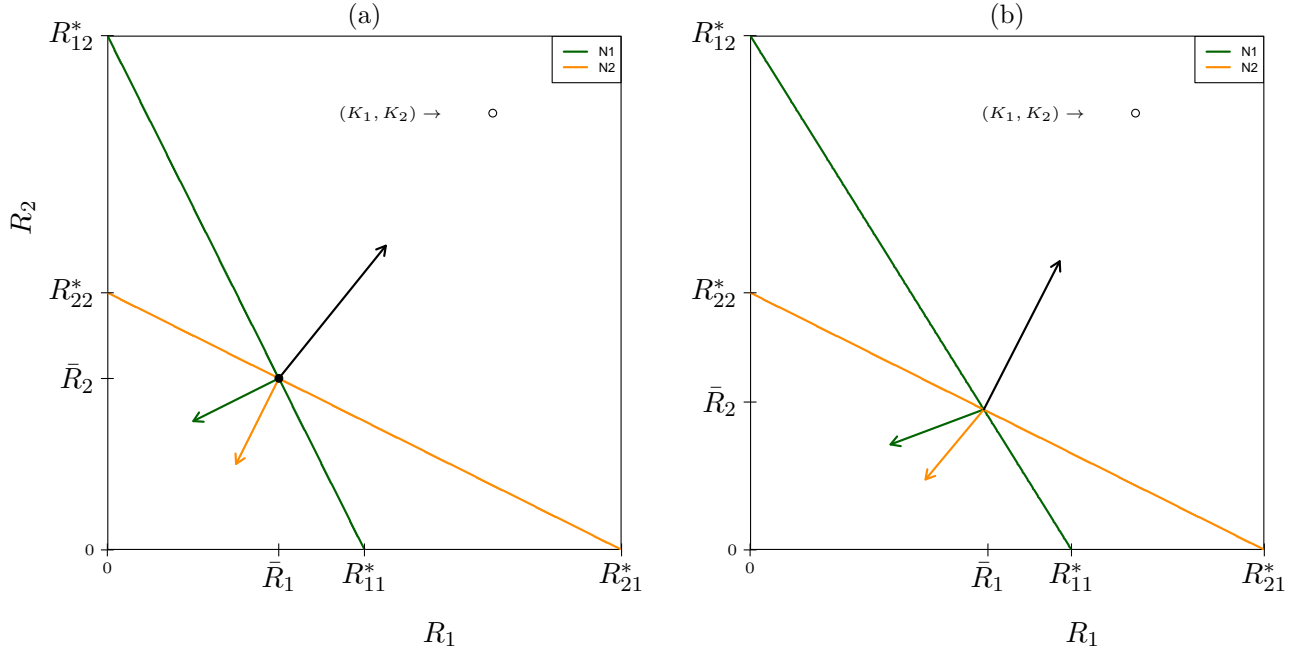 (a)
R*12
N1
N2
(K1, K2) →
R2
R*22
R̄2
0
0
R̄1
R*11
R*21
R1
(b)
R*12
N1
N2
(K1, K2) →
R*22
R̄2
0
0
R̄1
R*11
R*21
R1